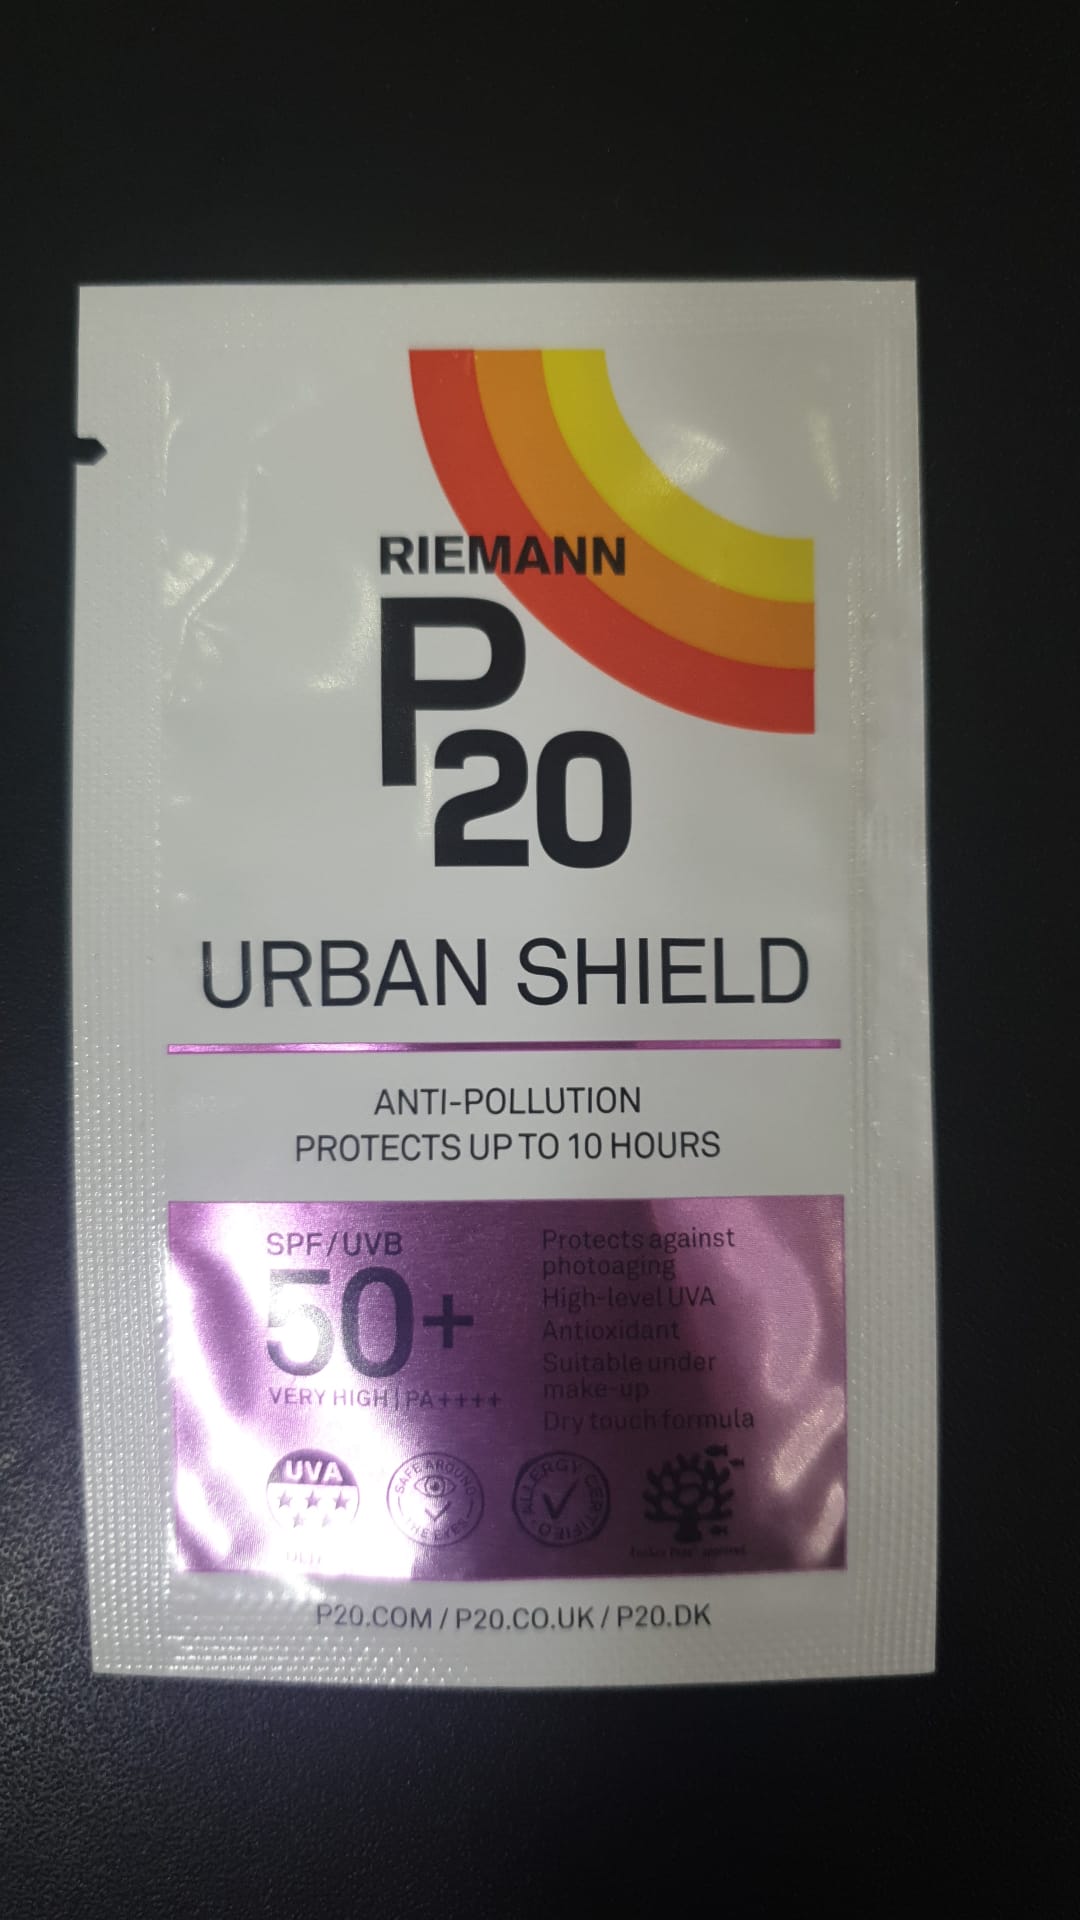 RIEMANN
P20
URBAN SHIELD
ANTI-POLLUTION
PROTECTS UP TO 10 HOURS
SPF/UVB
50+
VERY HIGH | PA++++
Protects against
photoaging
High-level UVA
Antioxidant
Suitable under
make-up
Dry touch formula
UVA
SAFE AROUND
THE EYES
ALLERGY CERTIFIED
approved
P20.COM / P20.CO.UK / P20.DK